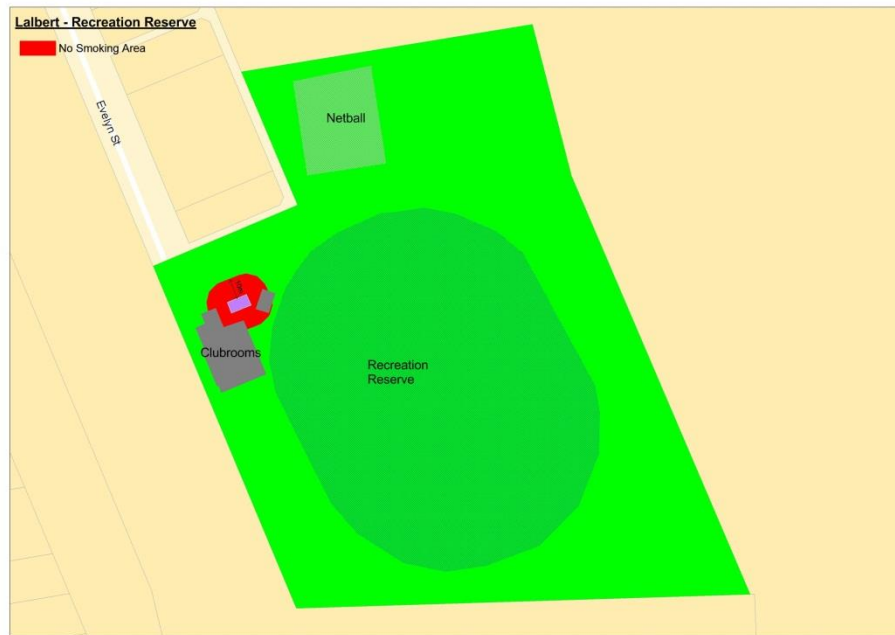 Lalbert - Recreation Reserve
No Smoking Area
Evelyn St
Netball
Clubrooms
Recreation
Reserve